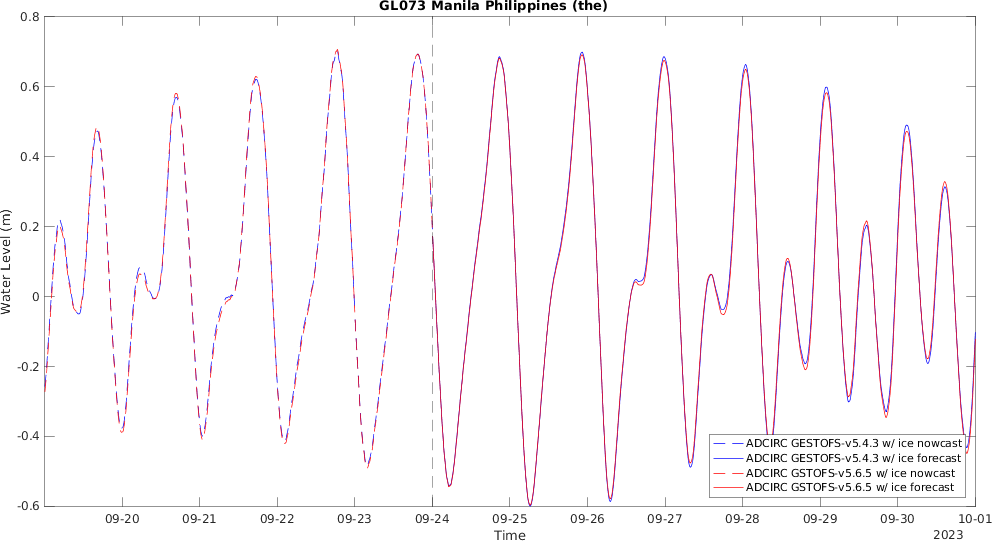 GL073 Manila Philippines (the)
0.8
0.6
0.4
0.2
0
-0.2
-0.4
-0.6
Water Level (m)
ADCIRC GESTOFS-v5.4.3 w/ ice nowcast
ADCIRC GESTOFS-v5.4.3 w/ ice forecast
ADCIRC GSTOFS-v5.6.5 w/ ice nowcast
ADCIRC GSTOFS-v5.6.5 w/ ice forecast
09-20 09-21 09-22 09-23 09-24 09-25 09-26 09-27 09-28 09-29 09-30 10-01
Time
2023